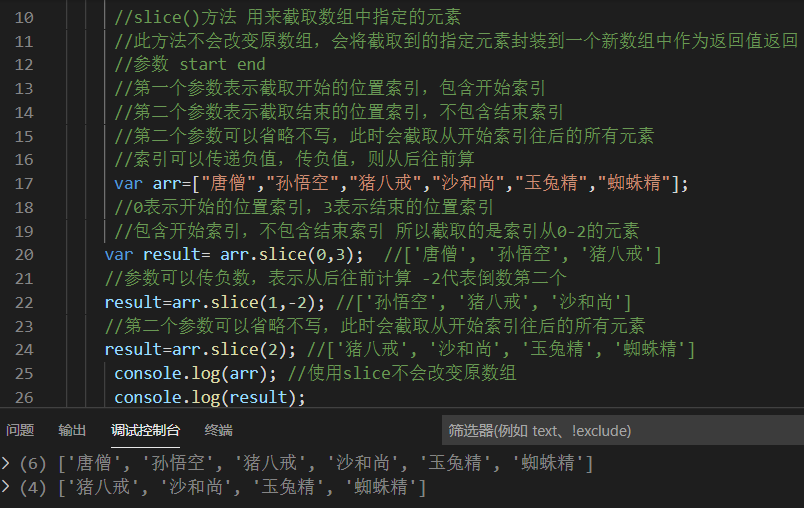 10 //slice()方法 用来截取数组中指定的元素
11 //此方法不会改变原数组，会将截取到的指定元素封装到一个新数组中作为返回值返回
12 //参数 start end
13 //第一个参数表示截取开始的位置索引，包含开始索引
14 //第二个参数表示截取结束的位置索引，不包含结束索引
15 //第二个参数可以省略不写，此时会截取从开始索引往后的所有元素
16 //索引可以传递负值，传负值，则从后往前算
17 var arr=["唐僧","孙悟空","猪八戒","沙和尚","玉兔精","蜘蛛精"];
18 //0表示开始的位置索引，3表示结束的位置索引
19 //包含开始索引，不包含结束索引 所以截取的是索引从0-2的元素
20 var result= arr.slice(0,3); //['唐僧', '孙悟空', '猪八戒']
21 //参数可以传负数，表示从后往前计算 -2代表倒数第二个
22 result=arr.slice(1,-2); //['孙悟空', '猪八戒', '沙和尚']
23 //第二个参数可以省略不写，此时会截取从开始索引往后的所有元素
24 result=arr.slice(2); //['猪八戒', '沙和尚', '玉兔精', '蜘蛛精']
25 console.log(arr); //使用slice不会改变原数组
26 console.log(result);
问题 输出 调试控制台 终端 筛选器(例如 text、!exclude)
> (6) ['唐僧', '孙悟空', '猪八戒', '沙和尚', '玉兔精', '蜘蛛精']
> (4) ['猪八戒', '沙和尚', '玉兔精', '蜘蛛精']